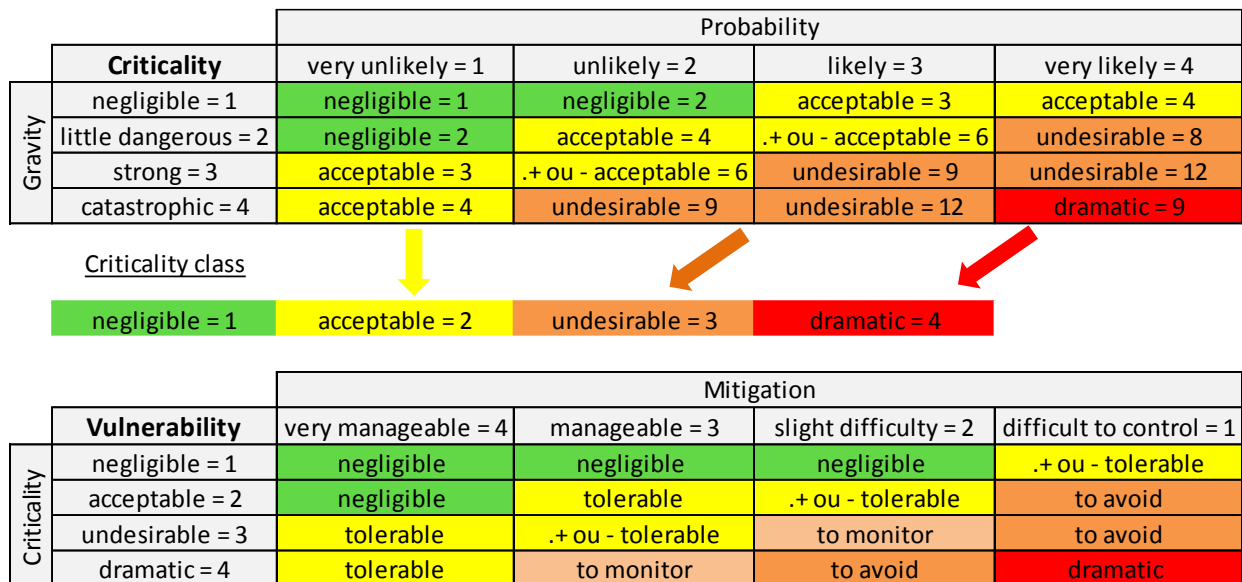 Probability
Criticality very unlikely = 1 unlikely = 2 likely = 3 very likely = 4
Gravity
negligible = 1 negligible = 1 negligible = 2 acceptable = 3 acceptable = 4
little dangerous = 2 negligible = 2 acceptable = 4 .+ ou - acceptable = 6 undesirable = 8
strong = 3 acceptable = 3 .+ ou - acceptable = 6 undesirable = 9 undesirable = 12
catastrophic = 4 acceptable = 4 undesirable = 9 undesirable = 12 dramatic = 9
Criticality class
negligible = 1 acceptable = 2 undesirable = 3 dramatic = 4
Mitigation
Vulnerability very manageable = 4 manageable = 3 slight difficulty = 2 difficult to control = 1
Criticality
negligible = 1 negligible negligible negligible .+ ou - tolerable
acceptable = 2 negligible tolerable .+ ou - tolerable to avoid
undesirable = 3 tolerable .+ ou - tolerable to monitor to avoid
dramatic = 4 tolerable to monitor to avoid dramatic